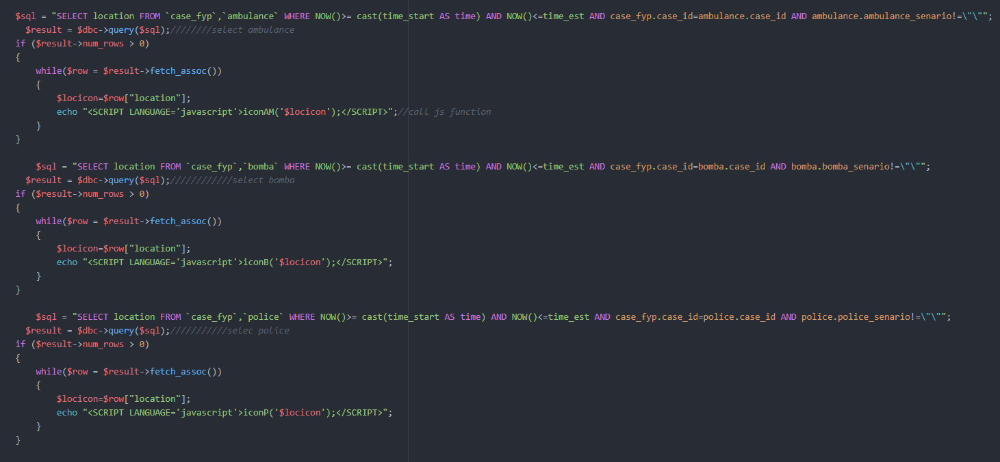 $sql = "SELECT location FROM `case_fyp`,`ambulance` WHERE NOW()>= cast(time_start AS time) AND NOW()<=time_est AND case_fyp.case_id=ambulance.case_id AND ambulance.ambulance_senario!=\"\"";
$result = $dbc->query($sql);////////select ambulance
if ($result->num_rows > 0)
{
while($row = $result->fetch_assoc())
{
$locicon=$row["location"];
echo "<SCRIPT LANGUAGE='javascript'>iconAM('$locicon');</SCRIPT>";//call js function
}
}
$sql = "SELECT location FROM `case_fyp`,`bomba` WHERE NOW()>= cast(time_start AS time) AND NOW()<=time_est AND case_fyp.case_id=bomba.case_id AND bomba.bomba_senario!=\"\"";
$result = $dbc->query($sql);////////////select bomba
if ($result->num_rows > 0)
{
while($row = $result->fetch_assoc())
{
$locicon=$row["location"];
echo "<SCRIPT LANGUAGE='javascript'>iconB('$locicon');</SCRIPT>";
}
}
$sql = "SELECT location FROM `case_fyp`,`police` WHERE NOW()>= cast(time_start AS time) AND NOW()<=time_est AND case_fyp.case_id=police.case_id AND police.police_senario!=\"\"";
$result = $dbc->query($sql);///////////selec police
if ($result->num_rows > 0)
{
while($row = $result->fetch_assoc())
{
$locicon=$row["location"];
echo "<SCRIPT LANGUAGE='javascript'>iconP('$locicon');</SCRIPT>";
}
}